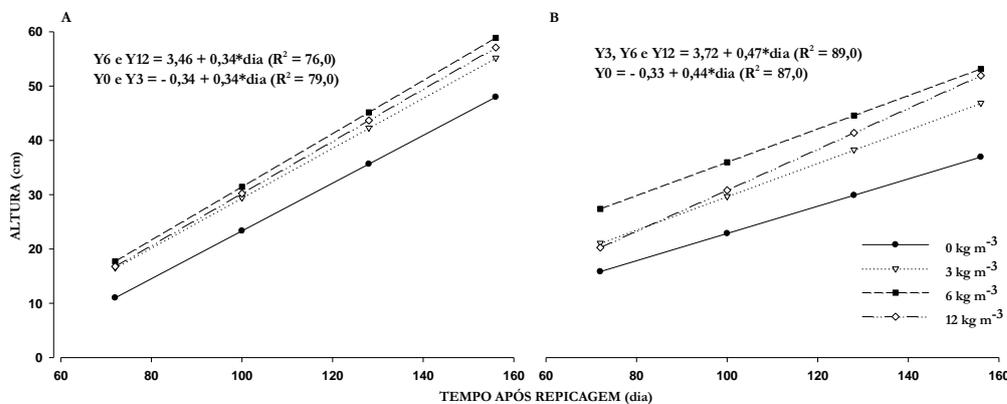 A
Y6 e Y12 = 3,46 + 0,34*dia (R² = 76,0)
Y0 e Y3 = - 0,34 + 0,34*dia (R² = 79,0)
B
Y3, Y6 e Y12 = 3,72 + 0,47*dia (R² = 89,0)
Y0 = - 0,33 + 0,44*dia (R² = 87,0)
ALTURA (cm)
60
50
40
30
20
10
0
0 kg m⁻³
3 kg m⁻³
6 kg m⁻³
12 kg m⁻³
60 80 100 120 140 160
60 80 100 120 140 160
TEMPO APÓS REPICAGEM (dia)